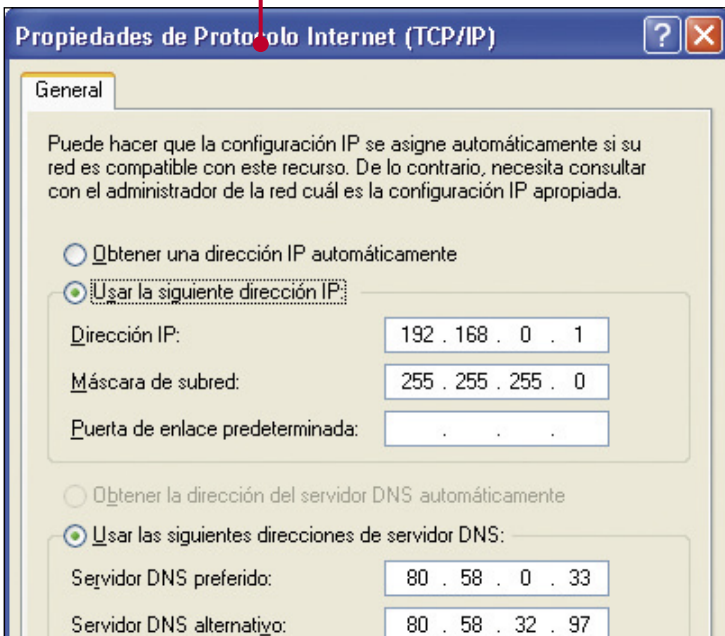 Propiedades de Protocolo Internet (TCP/IP)
General
Puede hacer que la configuración IP se asigne automáticamente si su
red es compatible con este recurso. De lo contrario, necesita consultar
con el administrador de la red cuál es la configuración IP apropiada.
Obtener una dirección IP automáticamente
Usar la siguiente dirección IP:
Dirección IP: 192 . 168 . 0 . 1
Máscara de subred: 255 . 255 . 255 . 0
Puerta de enlace predeterminada: . . .
Obtener la dirección del servidor DNS automáticamente
Usar las siguientes direcciones de servidor DNS:
Servidor DNS preferido: 80 . 58 . 0 . 33
Servidor DNS alternativo: 80 . 58 . 32 . 97